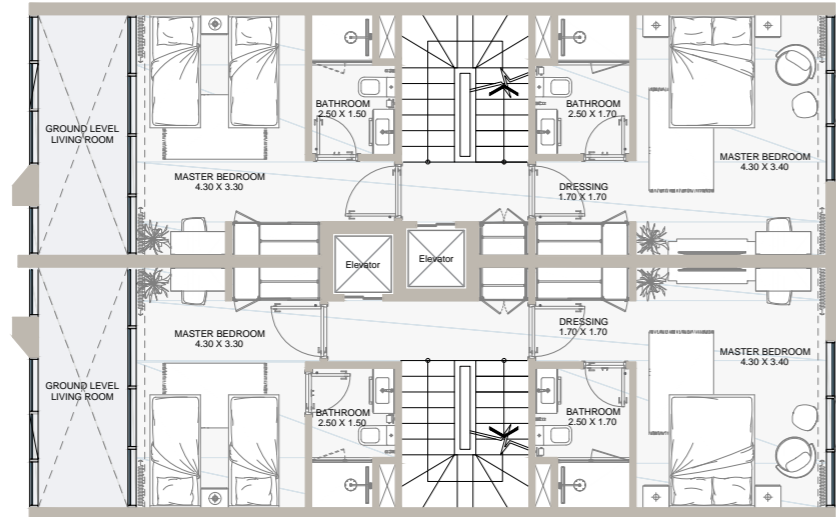 BATHROOM
2.50 X 1.50
BATHROOM
2.50 X 1.70
GROUND LEVEL
LIVING ROOM
MASTER BEDROOM
4.30 X 3.30
MASTER BEDROOM
4.30 X 3.40
DRESSING
1.70 X 1.70
Elevator
Elevator
MASTER BEDROOM
4.30 X 3.30
DRESSING
1.70 X 1.70
MASTER BEDROOM
4.30 X 3.40
GROUND LEVEL
LIVING ROOM
BATHROOM
2.50 X 1.50
BATHROOM
2.50 X 1.70